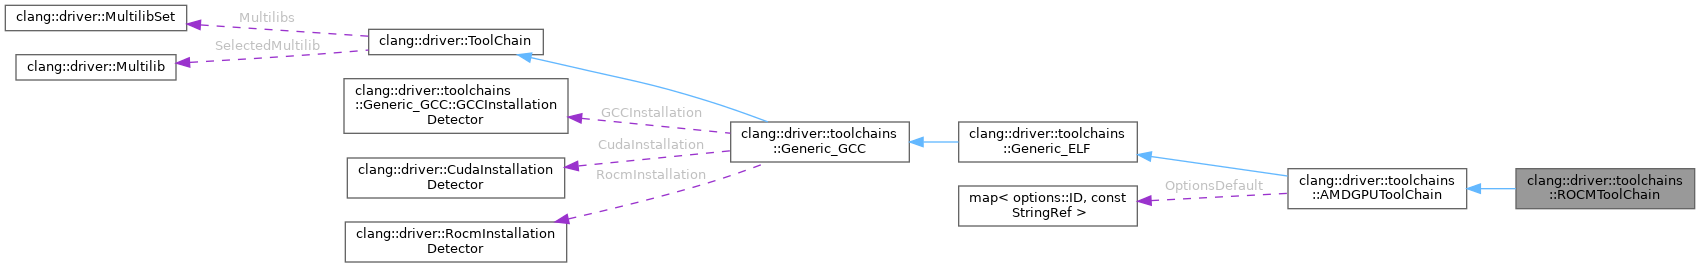 clang::driver::MultilibSet
Multilibs
clang::driver::ToolChain
SelectedMultilib
clang::driver::Multilib
clang::driver::toolchains
::Generic_GCC::GCCInstallation
Detector
GCCInstallation
clang::driver::CudaInstallation
Detector
CudaInstallation
RocmInstallation
clang::driver::RocmInstallation
Detector
clang::driver::toolchains
::Generic_GCC
clang::driver::toolchains
::Generic_ELF
map< options::ID, const
StringRef >
OptionsDefault
clang::driver::toolchains
::AMDGPUToolChain
clang::driver::toolchains
::ROCMToolChain